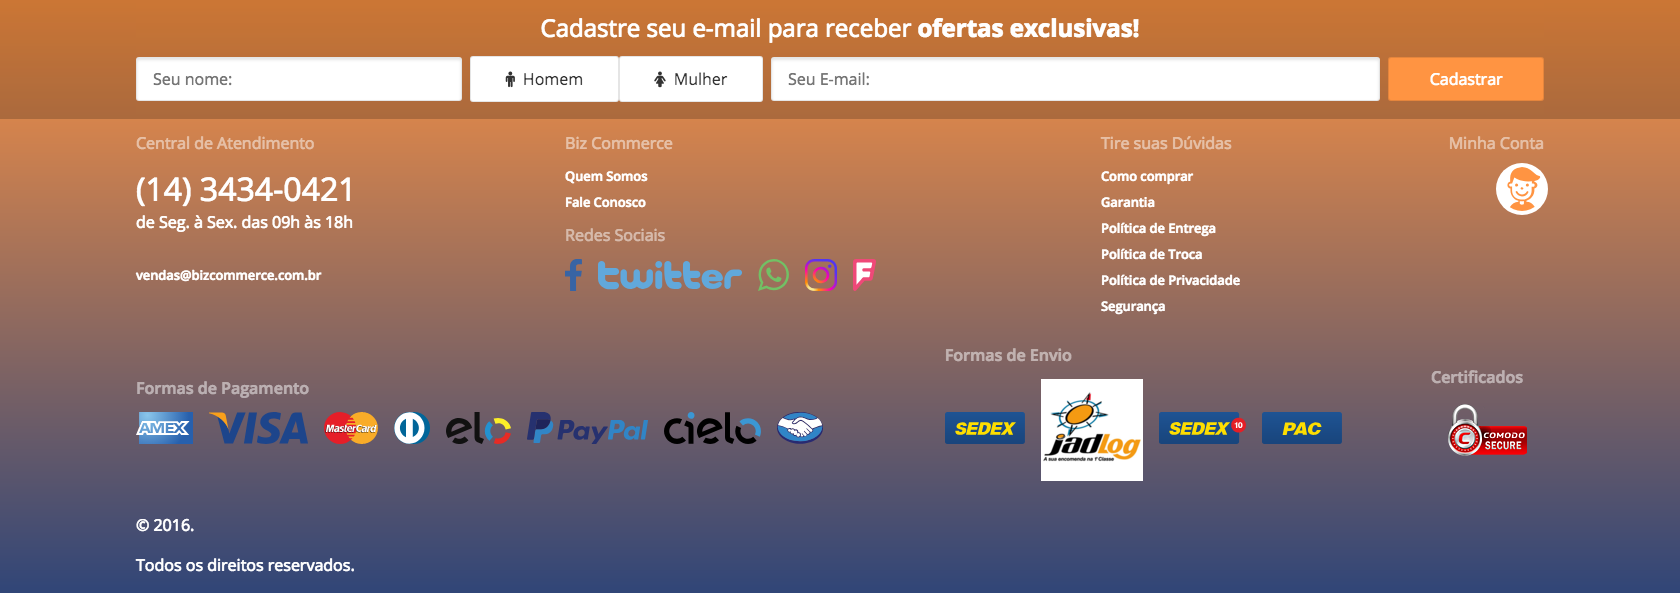 Cadastre seu e-mail para receber ofertas exclusivas!
Seu nome:
Homem
Mulher
Seu E-mail:
Cadastrar
Central de Atendimento
(14) 3434-0421
de Seg. à Sex. das 09h às 18h
vendas@bizcommerce.com.br
Biz Commerce
Quem Somos
Fale Conosco
Redes Sociais
twitter
Tire suas Dúvidas
Como comprar
Garantia
Política de Entrega
Política de Troca
Política de Privacidade
Segurança
Minha Conta
Formas de Pagamento
AMEX
VISA
MasterCard
elo
PayPal
cielo
Formas de Envio
SEDEX
jadlog
A sua encomenda na 1ª Classe
SEDEX 10
PAC
Certificados
COMODO
SECURE
© 2016.
Todos os direitos reservados.